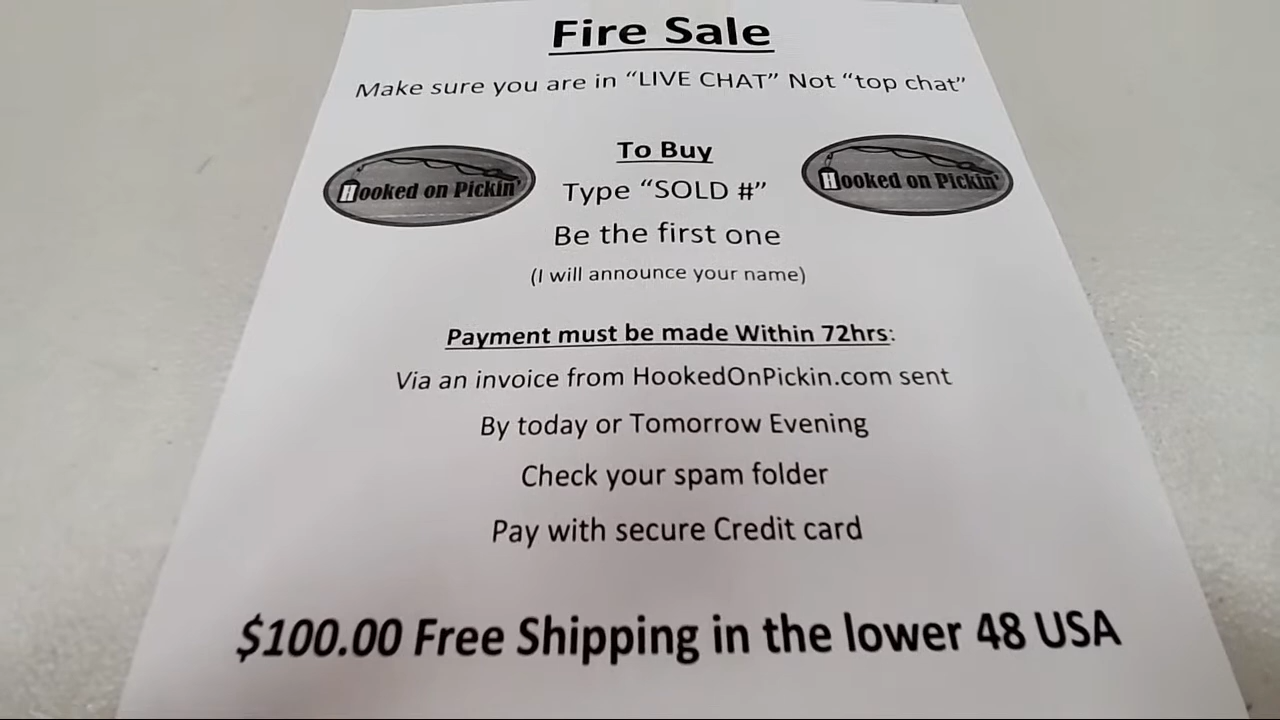 Fire Sale
Make sure you are in “LIVE CHAT” Not “top chat”
To Buy
Hooked on Pickin'
Type “SOLD #”
Hooked on Pickin'
Be the first one
(I will announce your name)
Payment must be made Within 72hrs:
Via an invoice from HookedOnPickin.com sent
By today or Tomorrow Evening
Check your spam folder
Pay with secure Credit card
$100.00 Free Shipping in the lower 48 USA